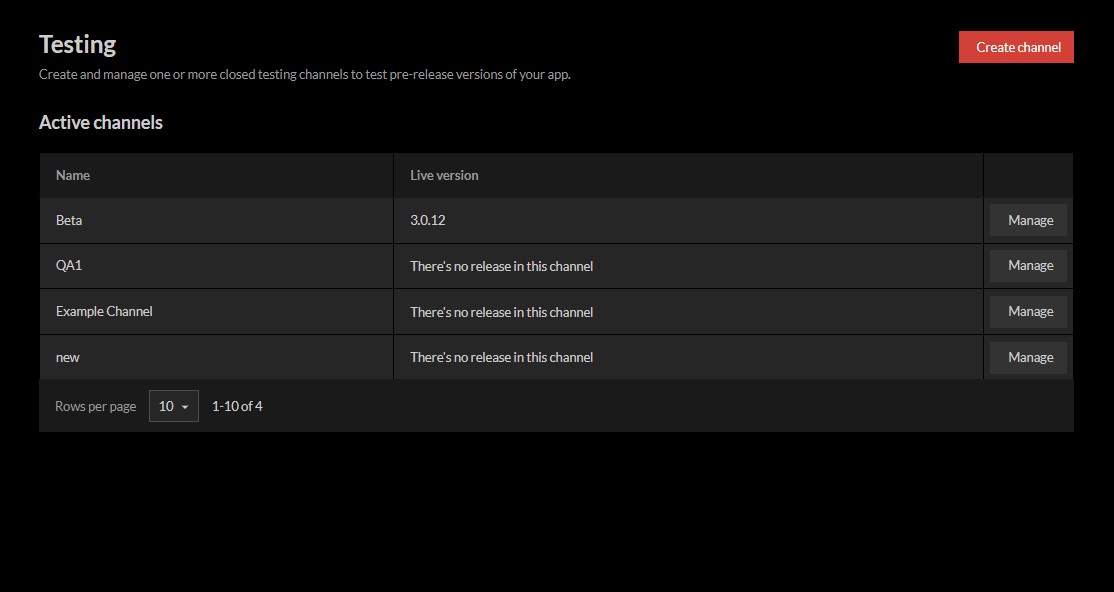 Testing
Create channel
Create and manage one or more closed testing channels to test pre-release versions of your app.
Active channels
Name Live version
Beta 3.0.12 Manage
QA1 There's no release in this channel Manage
Example Channel There's no release in this channel Manage
new There's no release in this channel Manage
Rows per page 10 1-10 of 4